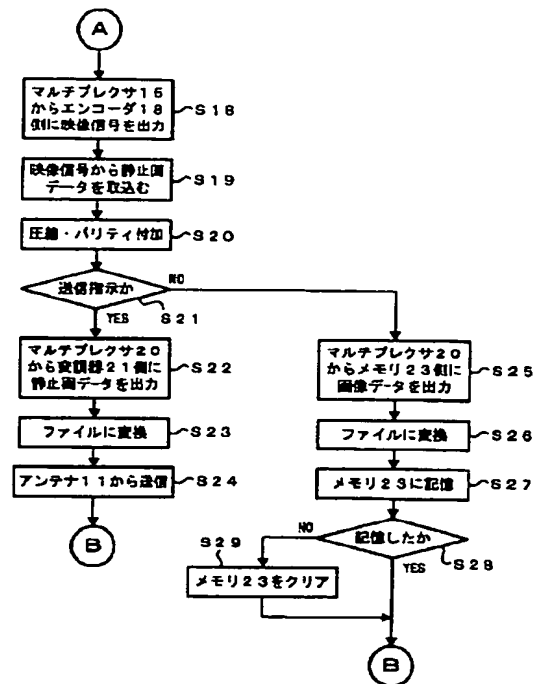 A
マルチプレクサ15
からエンコーダ18
側に映像信号を出力
S18
映像信号から静止画
データを取込む
S19
圧縮・パリティ付加
S20
送信指示か
NO
S21
YES
マルチプレクサ20
から変調器21側に
静止画データを出力
S22
ファイルに変換
S23
アンテナ11から送信
S24
B
マルチプレクサ20
からメモリ23側に
画像データを出力
S25
ファイルに変換
S26
メモリ23に記憶
S27
記憶したか
NO
S28
YES
S29
メモリ23をクリア
B